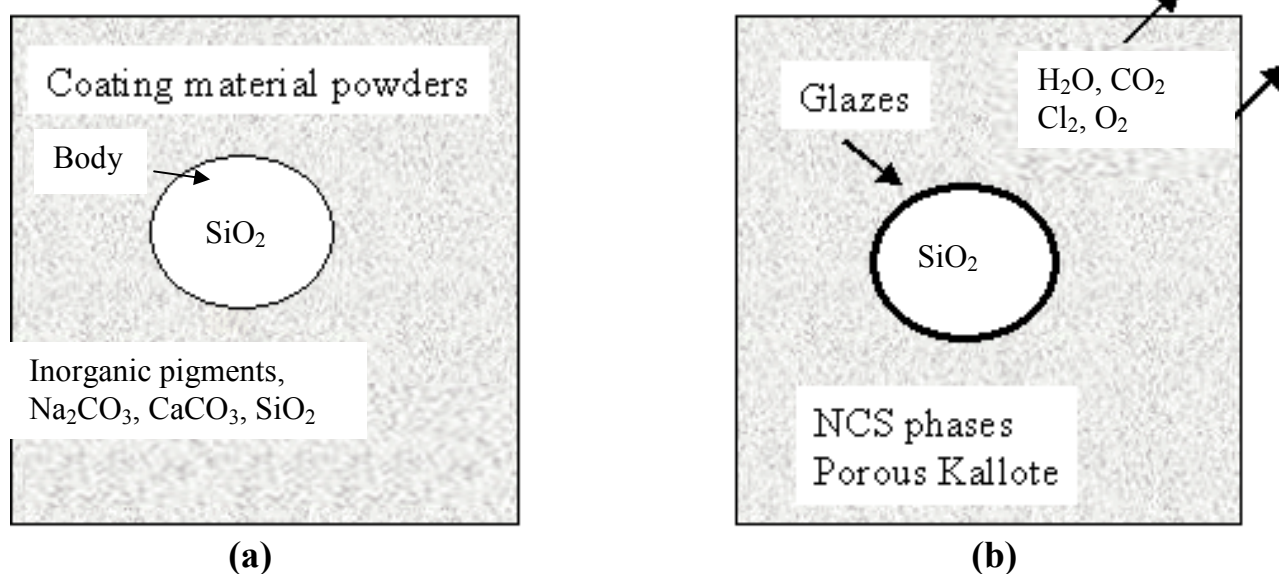 Coating material powders
Body
SiO₂
Inorganic pigments,
Na₂CO₃, CaCO₃, SiO₂
(a)
H₂O, CO₂
Cl₂, O₂
Glazes
SiO₂
NCS phases
Porous Kallote
(b)